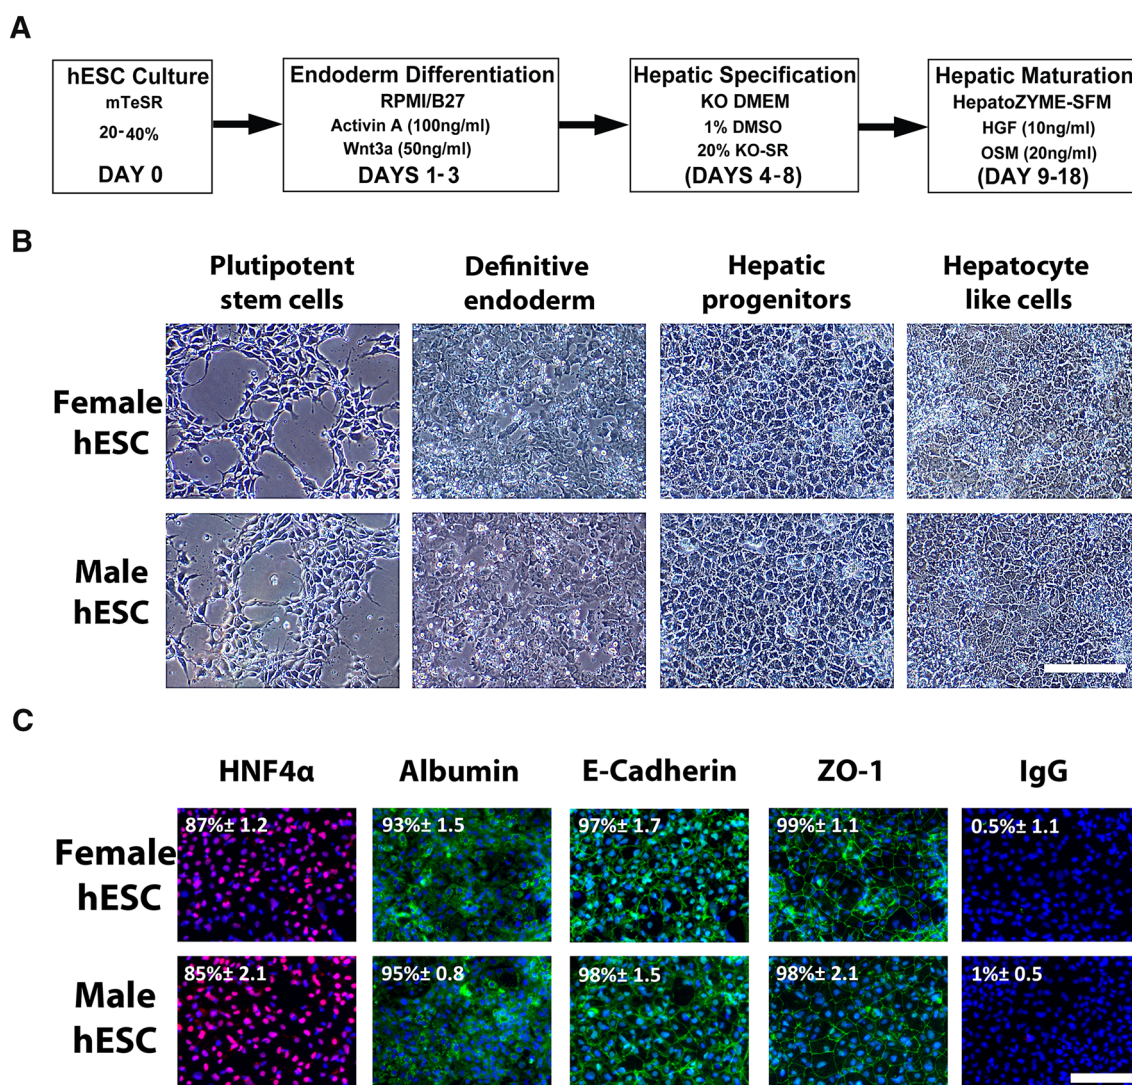 A
hESC Culture
mTeSR
20-40%
DAY 0
Endoderm Differentiation
RPMI/B27
Activin A (100ng/ml)
Wnt3a (50ng/ml)
DAYS 1-3
Hepatic Specification
KO DMEM
1% DMSO
20% KO-SR
(DAYS 4-8)
Hepatic Maturation
HepatoZYME-SFM
HGF (10ng/ml)
OSM (20ng/ml)
(DAY 9-18)
B
Plutipotent
stem cells
Definitive
endoderm
Hepatic
progenitors
Hepatocyte
like cells
Female
hESC
Male
hESC
C
HNF4α
Albumin
E-Cadherin
ZO-1
IgG
Female
hESC
87%± 1.2
93%± 1.5
97%± 1.7
99%± 1.1
0.5%± 1.1
Male
hESC
85%± 2.1
95%± 0.8
98%± 1.5
98%± 2.1
1%± 0.5